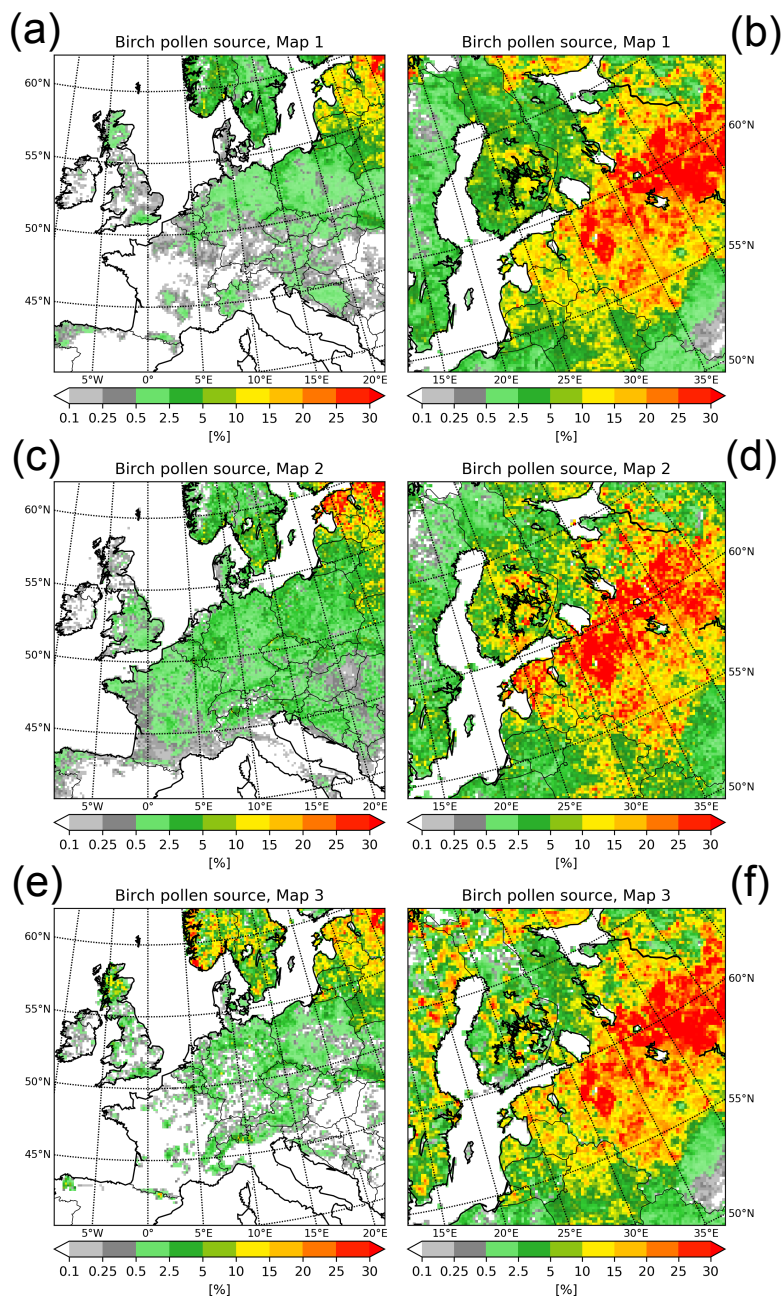 (a) Birch pollen source, Map 1 Birch pollen source, Map 1 (b)
60°N
55°N
50°N
45°N
60°N
55°N
50°N
5°W 0° 5°E 10°E 15°E 20°E 15°E 20°E 25°E 30°E 35°E
0.1 0.25 0.5 2.5 5 10 15 20 25 30 0.1 0.25 0.5 2.5 5 10 15 20 25 30
[%] [%]
(c) Birch pollen source, Map 2 Birch pollen source, Map 2 (d)
60°N
55°N
50°N
45°N
60°N
55°N
50°N
5°W 0° 5°E 10°E 15°E 20°E 15°E 20°E 25°E 30°E 35°E
0.1 0.25 0.5 2.5 5 10 15 20 25 30 0.1 0.25 0.5 2.5 5 10 15 20 25 30
[%] [%]
(e) Birch pollen source, Map 3 Birch pollen source, Map 3 (f)
60°N
55°N
50°N
45°N
60°N
55°N
50°N
5°W 0° 5°E 10°E 15°E 20°E 15°E 20°E 25°E 30°E 35°E
0.1 0.25 0.5 2.5 5 10 15 20 25 30 0.1 0.25 0.5 2.5 5 10 15 20 25 30
[%] [%]